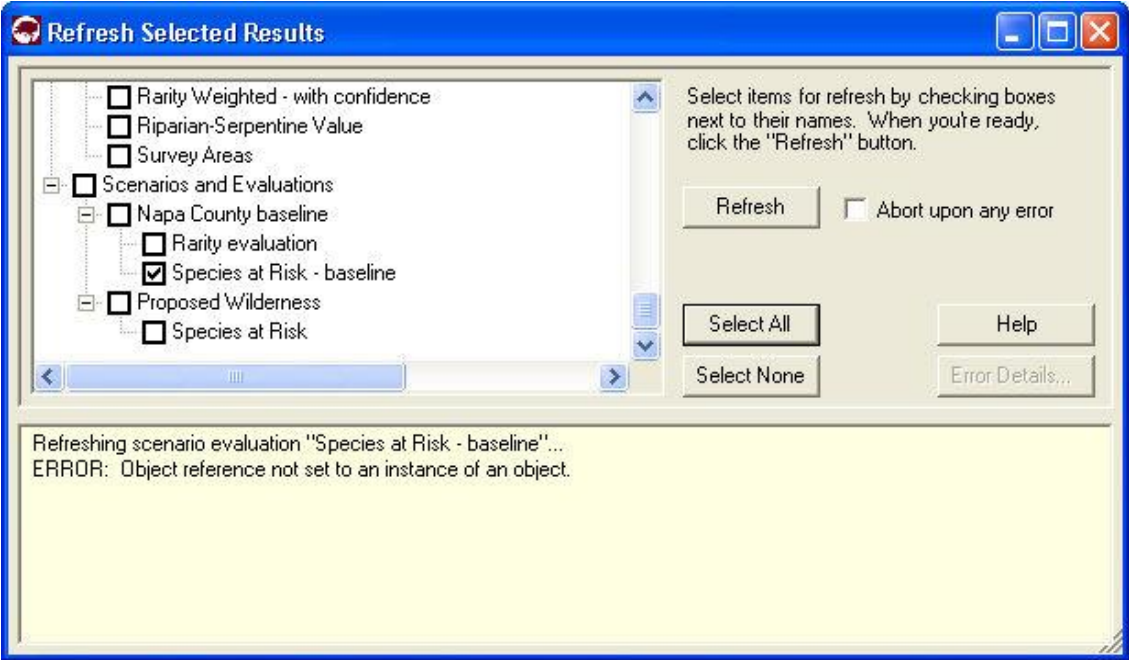 Refresh Selected Results
Rarity Weighted - with confidence
Riparian-Serpentine Value
Survey Areas
Scenarios and Evaluations
Napa County baseline
Rarity evaluation
Species at Risk - baseline
Proposed Wilderness
Species at Risk
Select items for refresh by checking boxes
next to their names.  When you're ready,
click the "Refresh" button.
Refresh
Abort upon any error
Select All
Help
Select None
Error Details...
Refreshing scenario evaluation "Species at Risk - baseline"...
ERROR:  Object reference not set to an instance of an object.